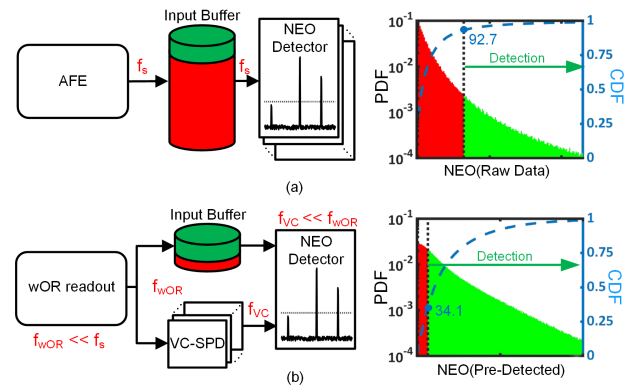 Input Buffer
NEO
Detector
AFE
fs
fs
(a)
PDF
10-1
10-2
10-3
10-4
92.7
Detection
1
0.75
0.5
0.25
0
CDF
NEO(Raw Data)
Input Buffer
fVC << fwOR
NEO
Detector
wOR readout
fwOR
fwOR << fs
VC-SPD
fVC
(b)
PDF
10-1
10-2
10-3
10-4
34.1
Detection
1
0.75
0.5
0.25
0
CDF
NEO(Pre-Detected)